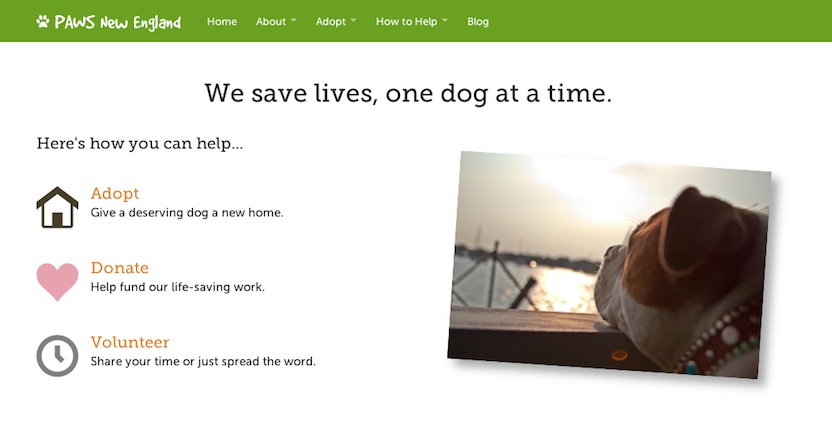 PAWS New England
Home About Adopt How to Help Blog
We save lives, one dog at a time.
Here's how you can help...
Adopt
Give a deserving dog a new home.
Donate
Help fund our life-saving work.
Volunteer
Share your time or just spread the word.